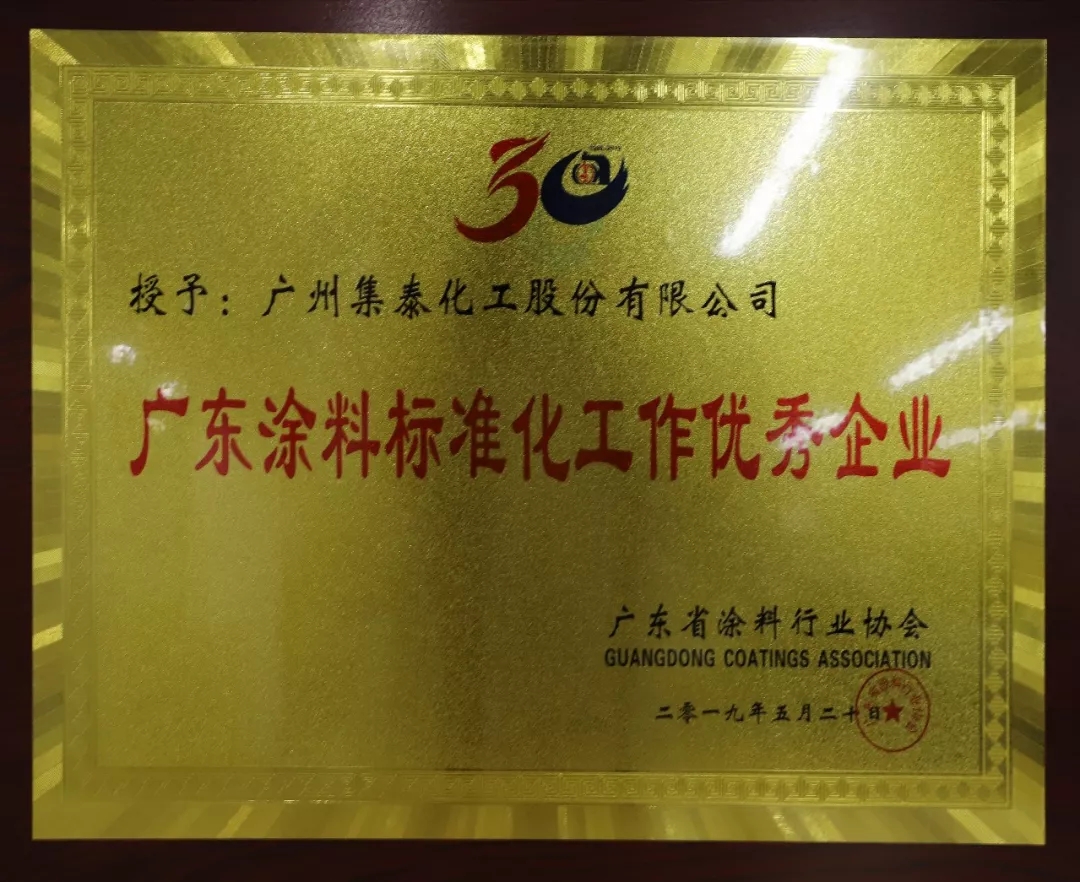 30
授予：广州集泰化工股份有限公司
广东涂料标准化工作优秀企业
广东省涂料行业协会
GUANGDONG COATINGS ASSOCIATION
二零一九年五月二十日